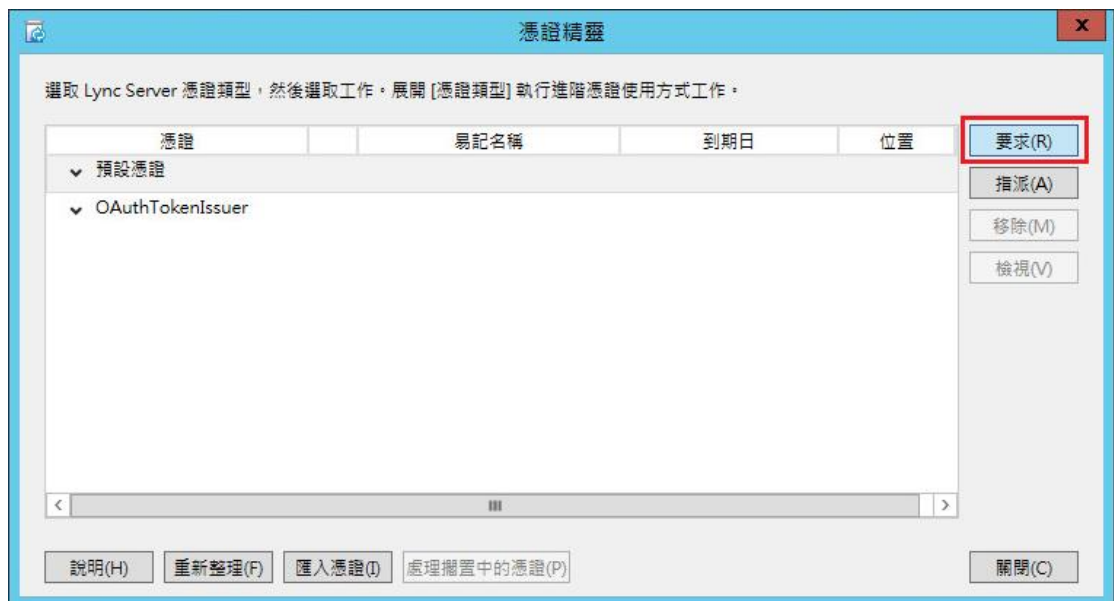 憑證精靈
x
選取 Lync Server 憑證類型，然後選取工作。展開 [憑證類型] 執行進階憑證使用方式工作。
憑證 易記名稱 到期日 位置
要求(R)
預設憑證
指派(A)
OAuthTokenIssuer
移除(M)
檢視(V)
說明(H) 重新整理(F) 匯入憑證(I) 處理擱置中的憑證(P) 關閉(C)